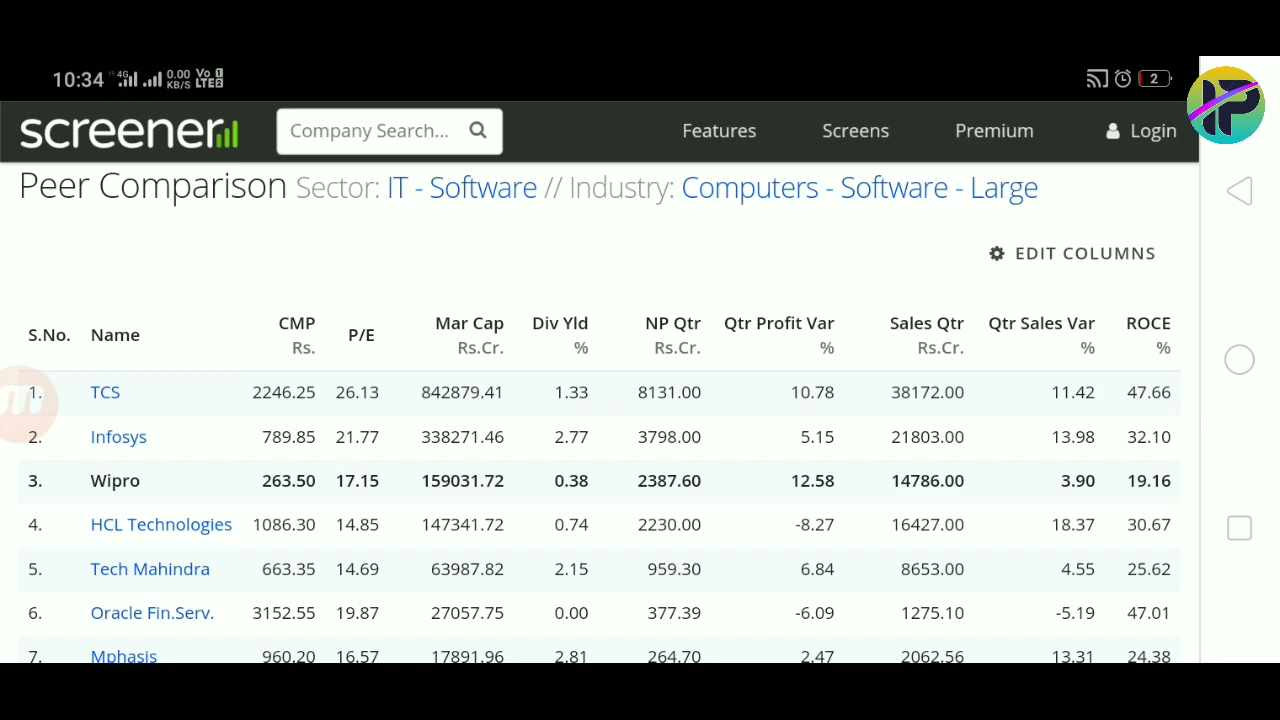 10:34 4G 0.00 KB/S Vo LTE2 1 2
screener Company Search... Features Screens Premium Login
Peer Comparison Sector: IT - Software // Industry: Computers - Software - Large
EDIT COLUMNS
S.No. Name CMP Rs. P/E Mar Cap Rs.Cr. Div Yld % NP Qtr Rs.Cr. Qtr Profit Var % Sales Qtr Rs.Cr. Qtr Sales Var % ROCE %
1. TCS 2246.25 26.13 842879.41 1.33 8131.00 10.78 38172.00 11.42 47.66
2. Infosys 789.85 21.77 338271.46 2.77 3798.00 5.15 21803.00 13.98 32.10
3. Wipro 263.50 17.15 159031.72 0.38 2387.60 12.58 14786.00 3.90 19.16
4. HCL Technologies 1086.30 14.85 147341.72 0.74 2230.00 -8.27 16427.00 18.37 30.67
5. Tech Mahindra 663.35 14.69 63987.82 2.15 959.30 6.84 8653.00 4.55 25.62
6. Oracle Fin.Serv. 3152.55 19.87 27057.75 0.00 377.39 -6.09 1275.10 -5.19 47.01
7. Mphasis 960.20 16.57 17891.96 2.81 264.70 2.47 2062.56 13.31 24.38